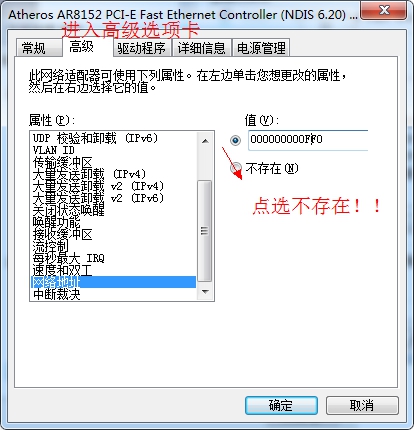 Atheros AR8152 PCI-E Fast Ethernet Controller (NDIS 6.20) ...
进入高级选项卡
常规 高级 驱动程序 详细信息 电源管理
此网络适配器可使用下列属性。在左边单击您想更改的属性，
然后在右边选择它的值。
属性(P):
值(V):
UDP 校验和卸载 (IPv6)
VLAN ID
传输缓冲区
大量发送卸载 (IPv4)
大量发送卸载 v2 (IPv4)
大量发送卸载 v2 (IPv6)
关闭状态唤醒
唤醒功能
接收缓冲区
流控制
每秒最大 IRQ
速度和双工
网络地址
中断裁决
000000000FF0
不存在(N)
点选不存在！！
确定
取消